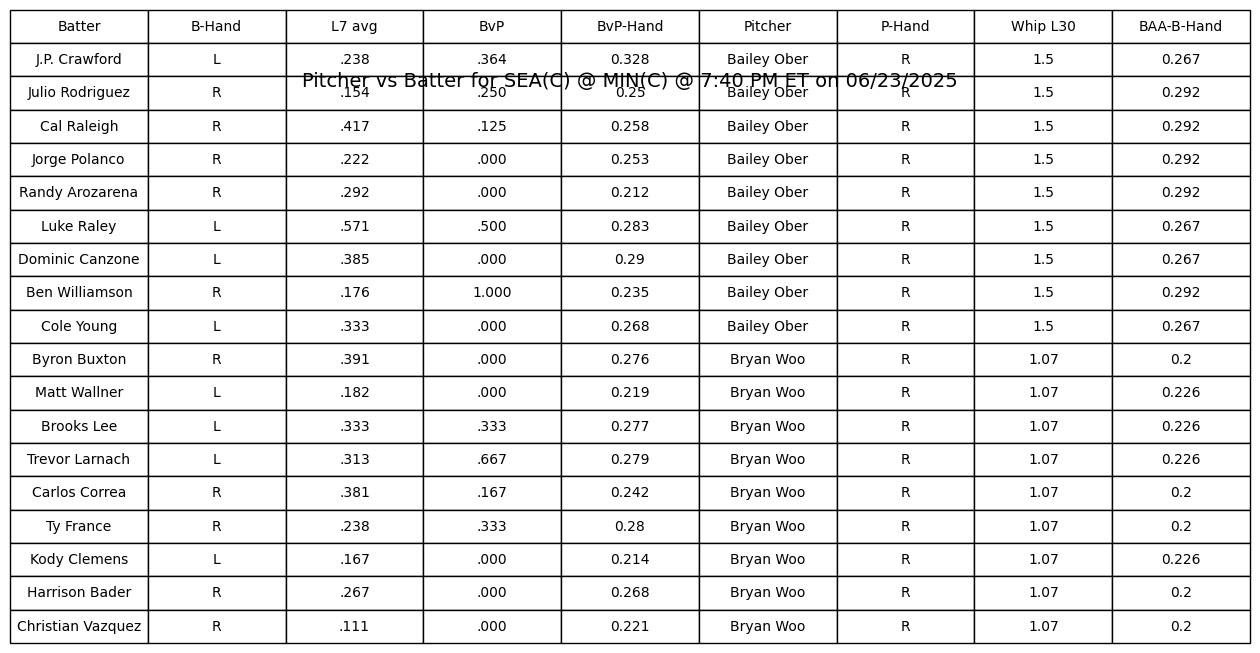 Batter B-Hand L7 avg BvP BvP-Hand Pitcher P-Hand Whip L30 BAA-B-Hand
J.P. Crawford L .238 .364 0.328 Bailey Ober R 1.5 0.267
Pitcher vs Batter for SEA(C) @ MIN(C) @ 7:40 PM ET on 06/23/2025
Julio Rodriguez R .154 .250 0.25 Bailey Ober R 1.5 0.292
Cal Raleigh R .417 .125 0.258 Bailey Ober R 1.5 0.292
Jorge Polanco R .222 .000 0.253 Bailey Ober R 1.5 0.292
Randy Arozarena R .292 .000 0.212 Bailey Ober R 1.5 0.292
Luke Raley L .571 .500 0.283 Bailey Ober R 1.5 0.267
Dominic Canzone L .385 .000 0.29 Bailey Ober R 1.5 0.267
Ben Williamson R .176 1.000 0.235 Bailey Ober R 1.5 0.292
Cole Young L .333 .000 0.268 Bailey Ober R 1.5 0.267
Byron Buxton R .391 .000 0.276 Bryan Woo R 1.07 0.2
Matt Wallner L .182 .000 0.219 Bryan Woo R 1.07 0.226
Brooks Lee L .333 .333 0.277 Bryan Woo R 1.07 0.226
Trevor Larnach L .313 .667 0.279 Bryan Woo R 1.07 0.226
Carlos Correa R .381 .167 0.242 Bryan Woo R 1.07 0.2
Ty France R .238 .333 0.28 Bryan Woo R 1.07 0.2
Kody Clemens L .167 .000 0.214 Bryan Woo R 1.07 0.226
Harrison Bader R .267 .000 0.268 Bryan Woo R 1.07 0.2
Christian Vazquez R .111 .000 0.221 Bryan Woo R 1.07 0.2